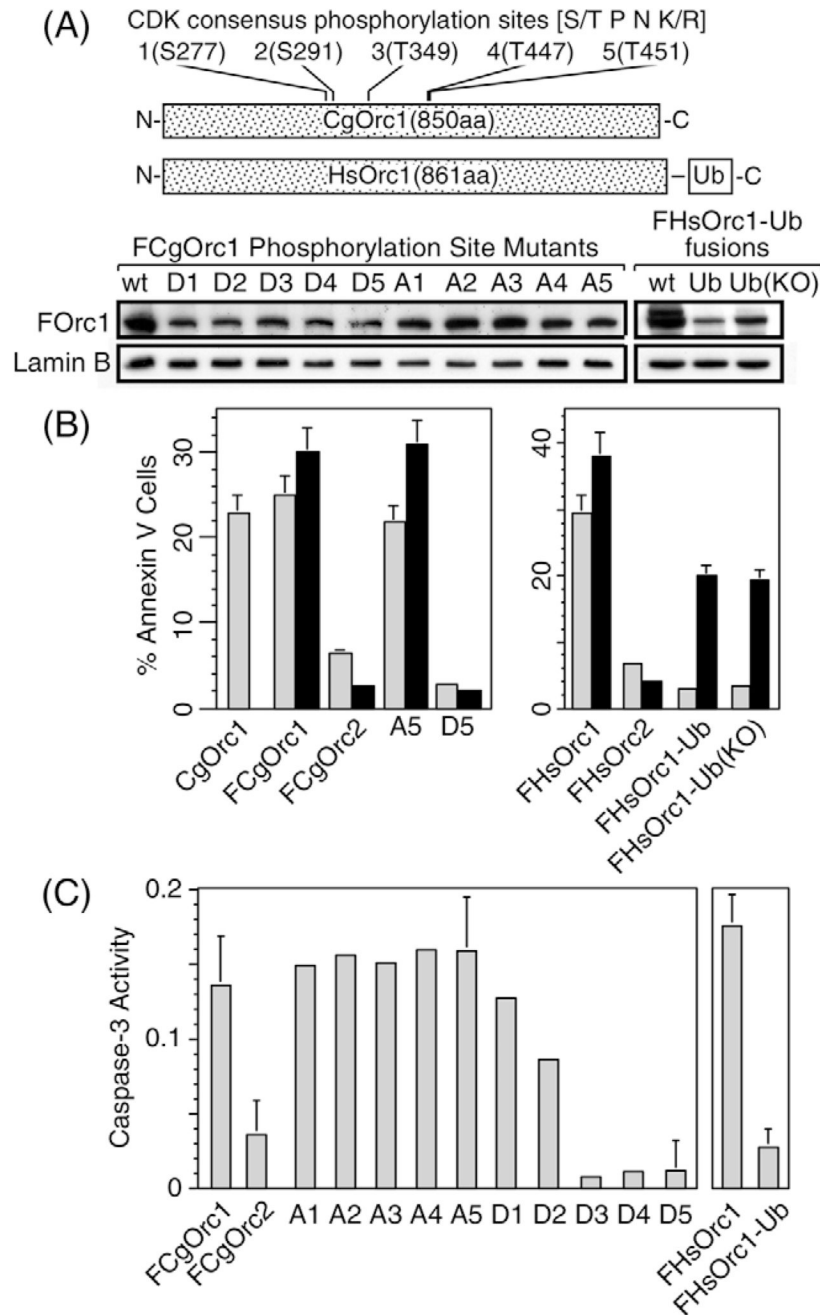 (A)
CDK consensus phosphorylation sites [S/T P N K/R]
1(S277) 2(S291) 3(T349) 4(T447) 5(T451)
N- CgOrc1(850aa) -C
N- HsOrc1(861aa) – Ub -C
FCgOrc1 Phosphorylation Site Mutants
FHsOrc1-Ub
fusions
wt D1 D2 D3 D4 D5 A1 A2 A3 A4 A5 wt Ub Ub(KO)
FOrc1
Lamin B
(B)
% Annexin V Cells
30
20
10
0
CgOrc1
FCgOrc1
FCgOrc2
A5
D5
40
20
0
FHsOrc1
FHsOrc2
FHsOrc1-Ub
FHsOrc1-Ub(KO)
(C)
Caspase-3 Activity
0.2
0.1
0
FCgOrc1
FCgOrc2
A1 A2 A3 A4 A5 D1 D2 D3 D4 D5
FHsOrc1
FHsOrc1-Ub